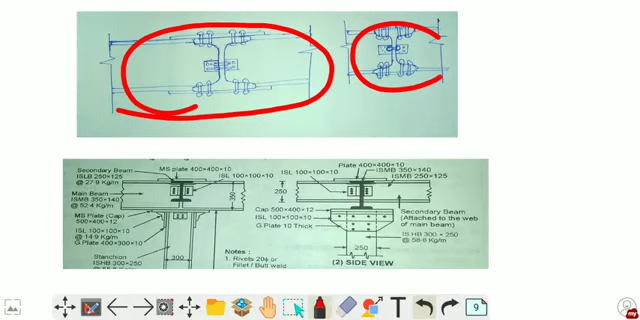 MS plate 400×400×10
Secondary Beam
ISLB 250×125
@ 27.9 Kg/m
ISL 100×100×10
Main Beam
ISMB 350×140
@ 52.4 Kg/m
350
MS Plate (Cap)
500×400×12
ISL 100×100×10
@ 14.9 Kg/m
G.Plate 400×300×10
Stanchion
ISHB 300×250
300
Notes :
1. Rivets 20ϕ or
Fillet / Butt weld
Plate 400×400×10
ISMB 350×140
ISMB 250×125
ISL 100×100×10
250
Cap 500×400×12
ISL 100×100×10
G.Plate 10 Thick
Secondary Beam
(Attached to the web
of main beam)
IS HB 300 × 250
@ 58.8 Kg/m
250
(2) SIDE VIEW
T
9
my